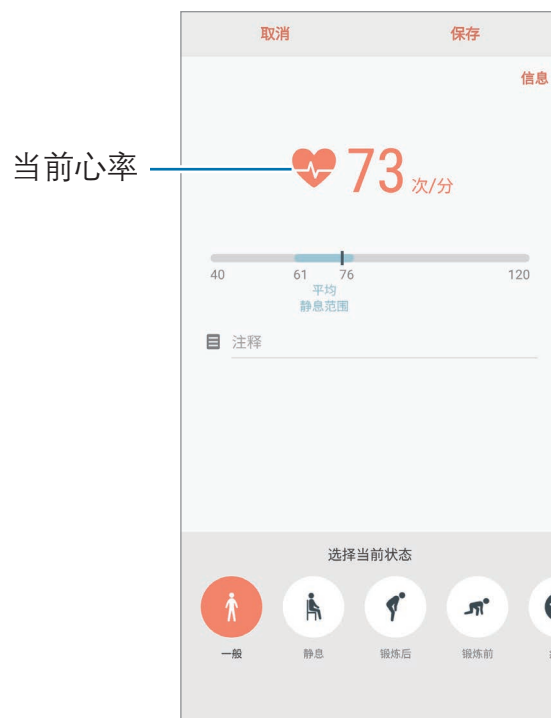 取消 保存
信息
当前心率
73 次/分
40 61 76 120
平均
静息范围
注释
选择当前状态
一般 静息 锻炼后 锻炼前